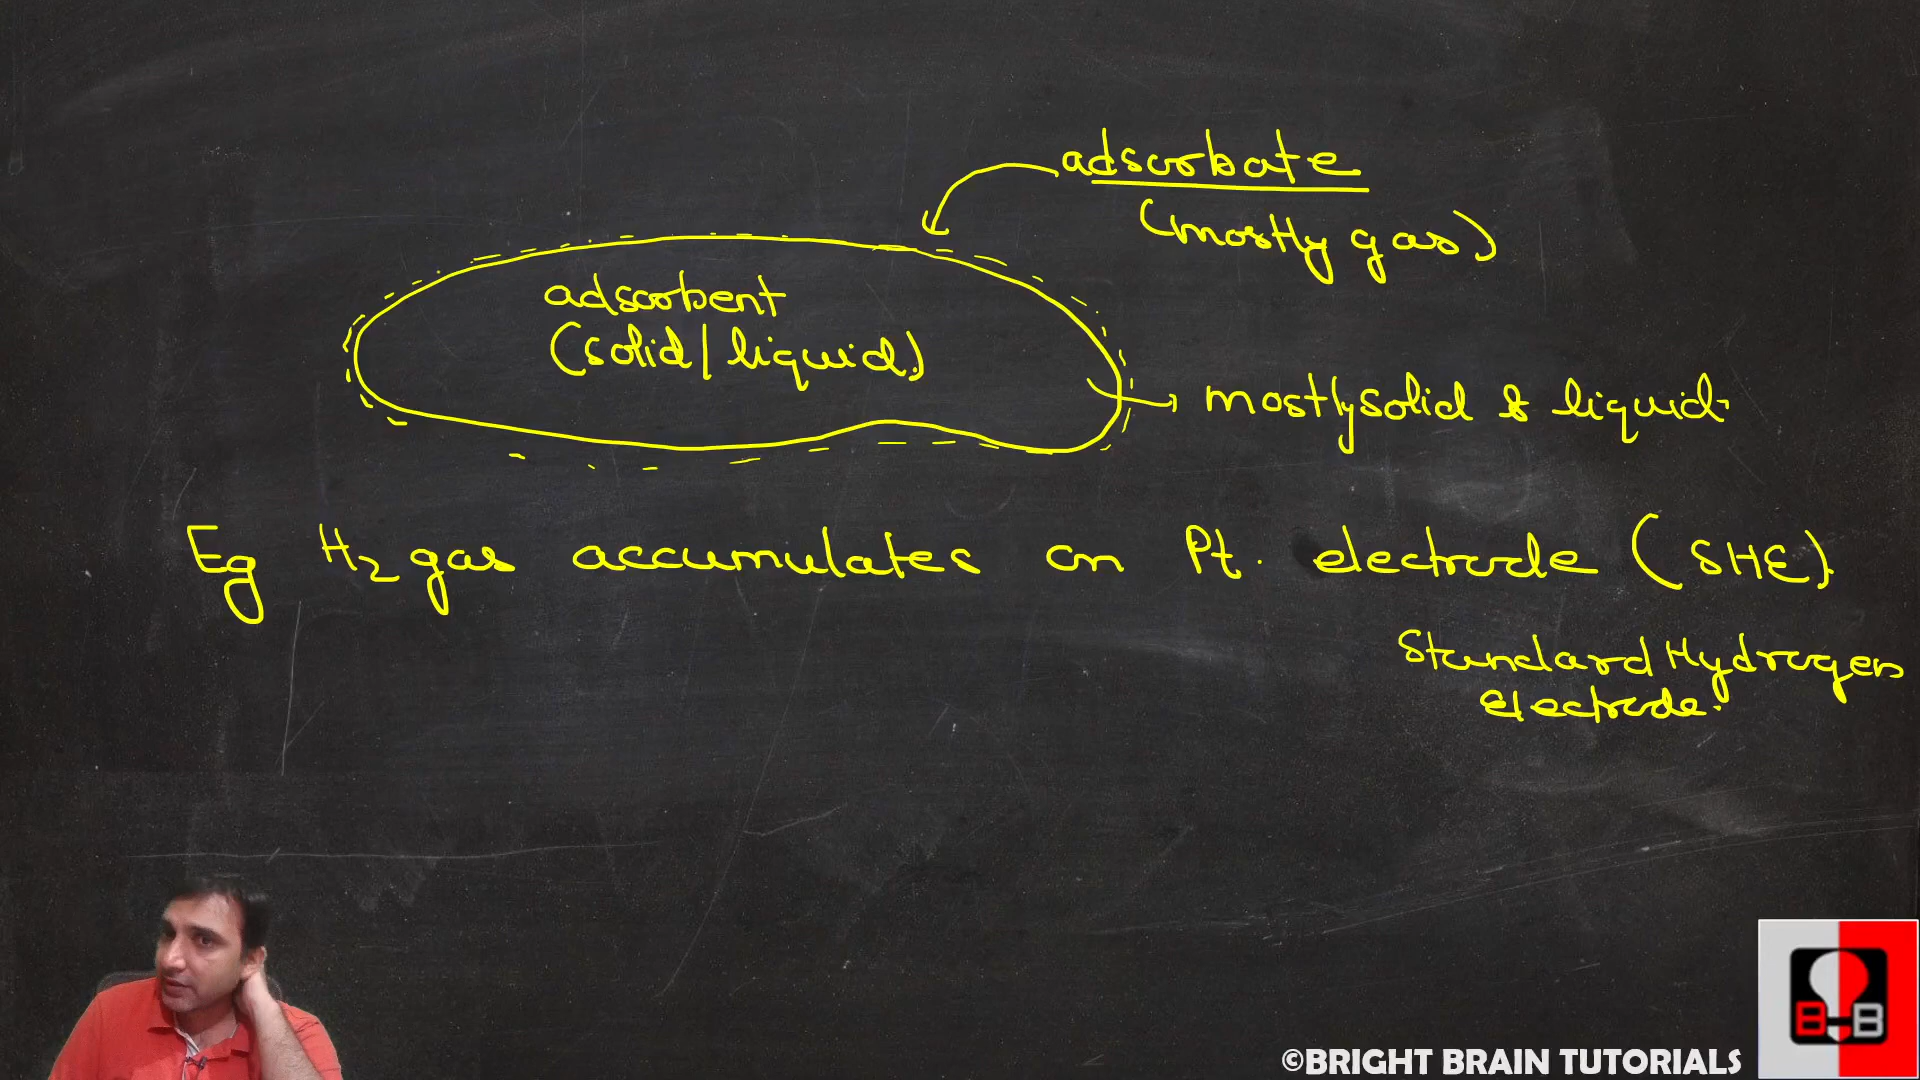 adsorbate
(mostly gas)
adsorbent
(solid/liquid)
mostly solid & liquid.
Eg H2 gas accumulates on Pt. electrode (SHE)
Standard Hydrogen
Electrode.
B B
©BRIGHT BRAIN TUTORIALS